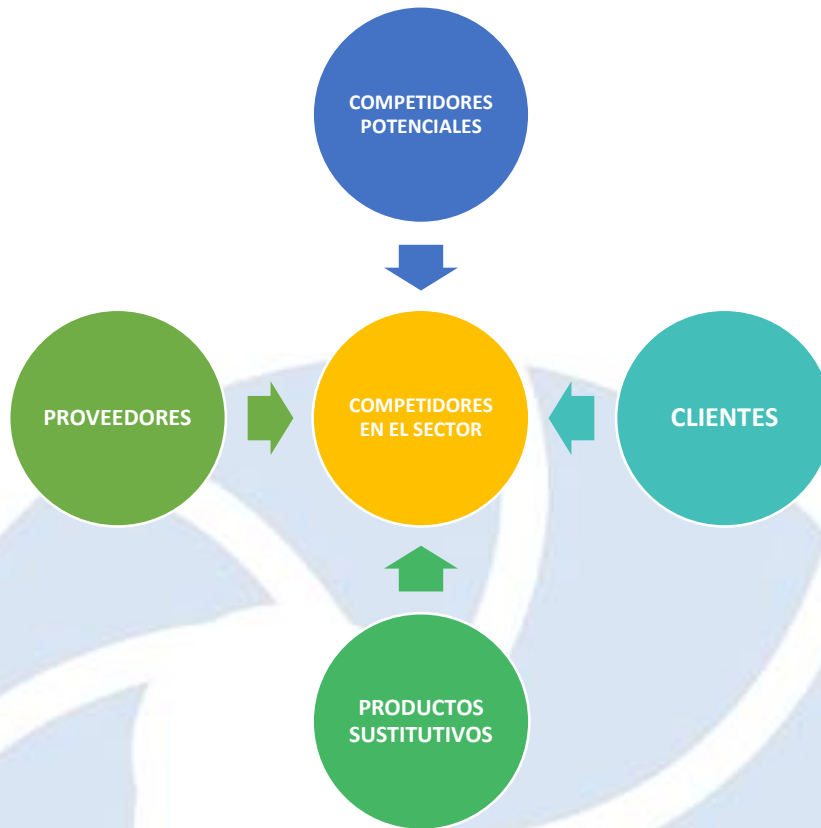 COMPETIDORES
POTENCIALES
PROVEEDORES
COMPETIDORES
EN EL SECTOR
CLIENTES
PRODUCTOS
SUSTITUTIVOS